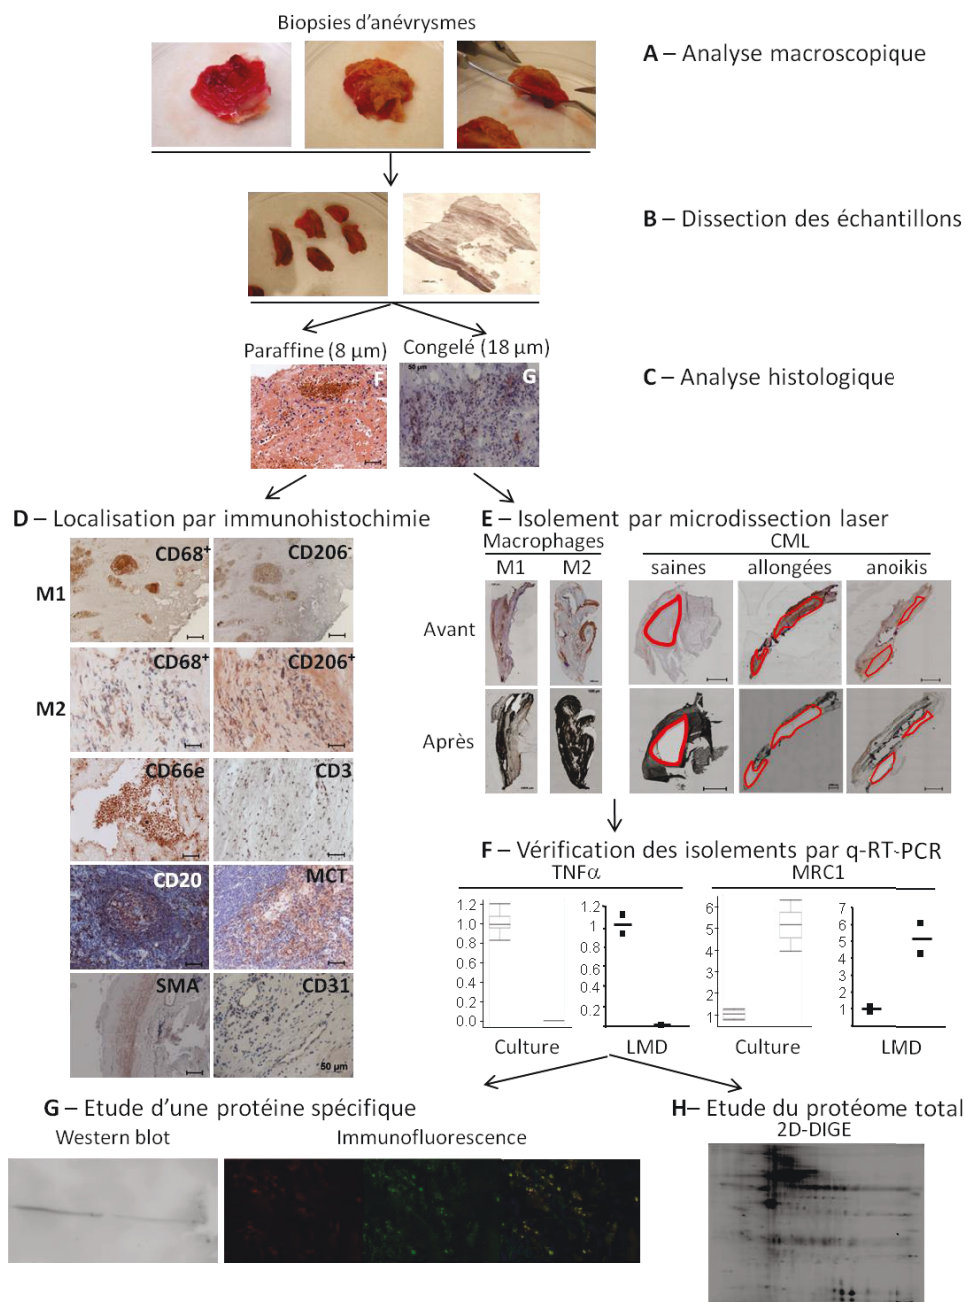 Biopsies d'anévrysmes
A – Analyse macroscopique
B – Dissection des échantillons
Paraffine (8 µm)
Congelé (18 µm)
C – Analyse histologique
F
50 µm
G
D – Localisation par immunohistochimie
CD68+
CD206-
M1
CD68+
CD206+
M2
CD66e
CD3
CD20
MCT
SMA
CD31
50 µm
E – Isolement par microdissection laser
Macrophages
CML
M1
M2
saines
allongées
anoikis
Avant
Après
F – Vérification des isolements par q-RT-PCR
TNFα
MRC1
1.2
1.0
0.8
0.6
0.4
0.2
0.0
1.2
1
0.8
0.6
0.4
0.2
6
5
4
3
2
1
7
6
5
4
3
2
1
0
Culture
LMD
Culture
LMD
G – Etude d'une protéine spécifique
Western blot
Immunofluorescence
H– Etude du protéome total
2D-DIGE